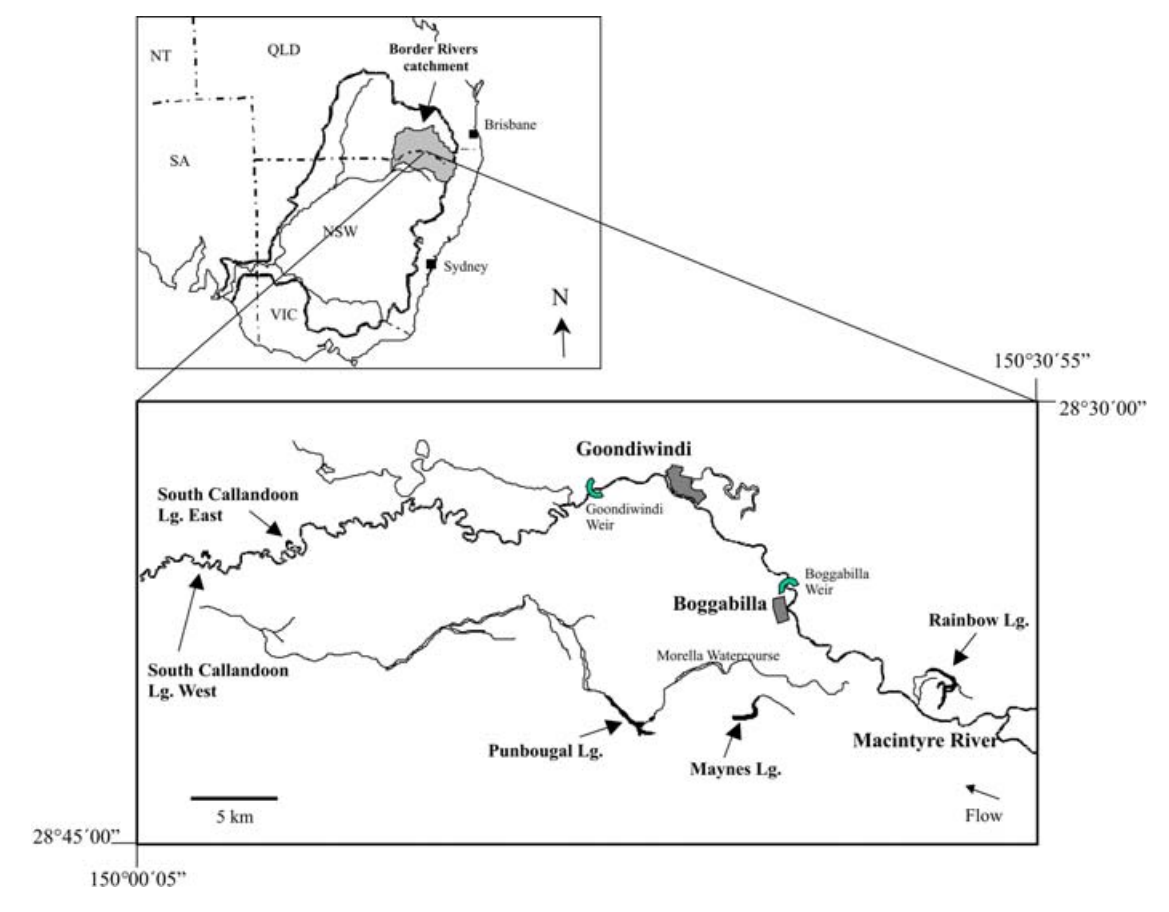 NT
QLD
Border Rivers
catchment
Brisbane
SA
NSW
Sydney
VIC
N
150°30´55”
28°30´00”
Goondiwindi
South Callandoon
Lg. East
Goondiwindi
Weir
Boggabilla
Weir
Boggabilla
Rainbow Lg.
Morella Watercourse
South Callandoon
Lg. West
Punbougal Lg.
Macintyre River
Maynes Lg.
5 km
Flow
28°45´00”
150°00´05”